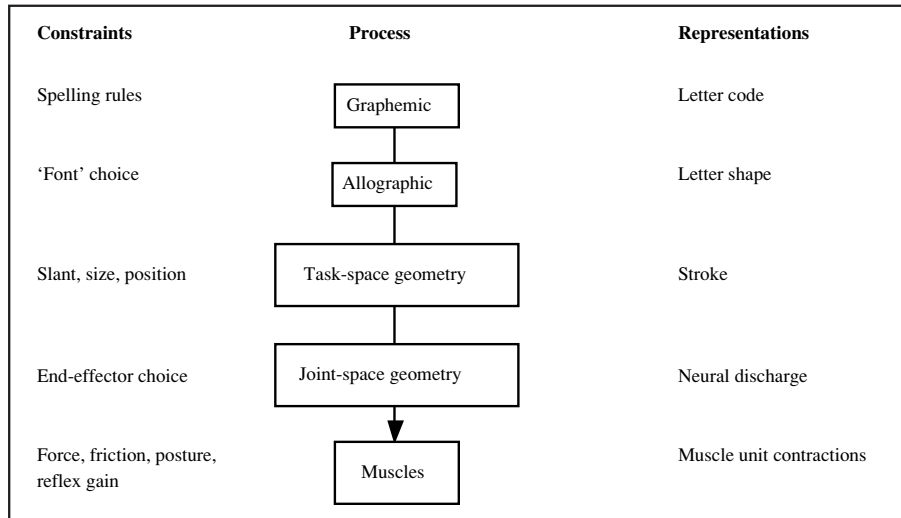 Constraints Process Representations
Spelling rules Graphemic Letter code
‘Font’ choice Allographic Letter shape
Slant, size, position Task-space geometry Stroke
End-effector choice Joint-space geometry Neural discharge
Force, friction, posture, Muscles Muscle unit contractions
reflex gain